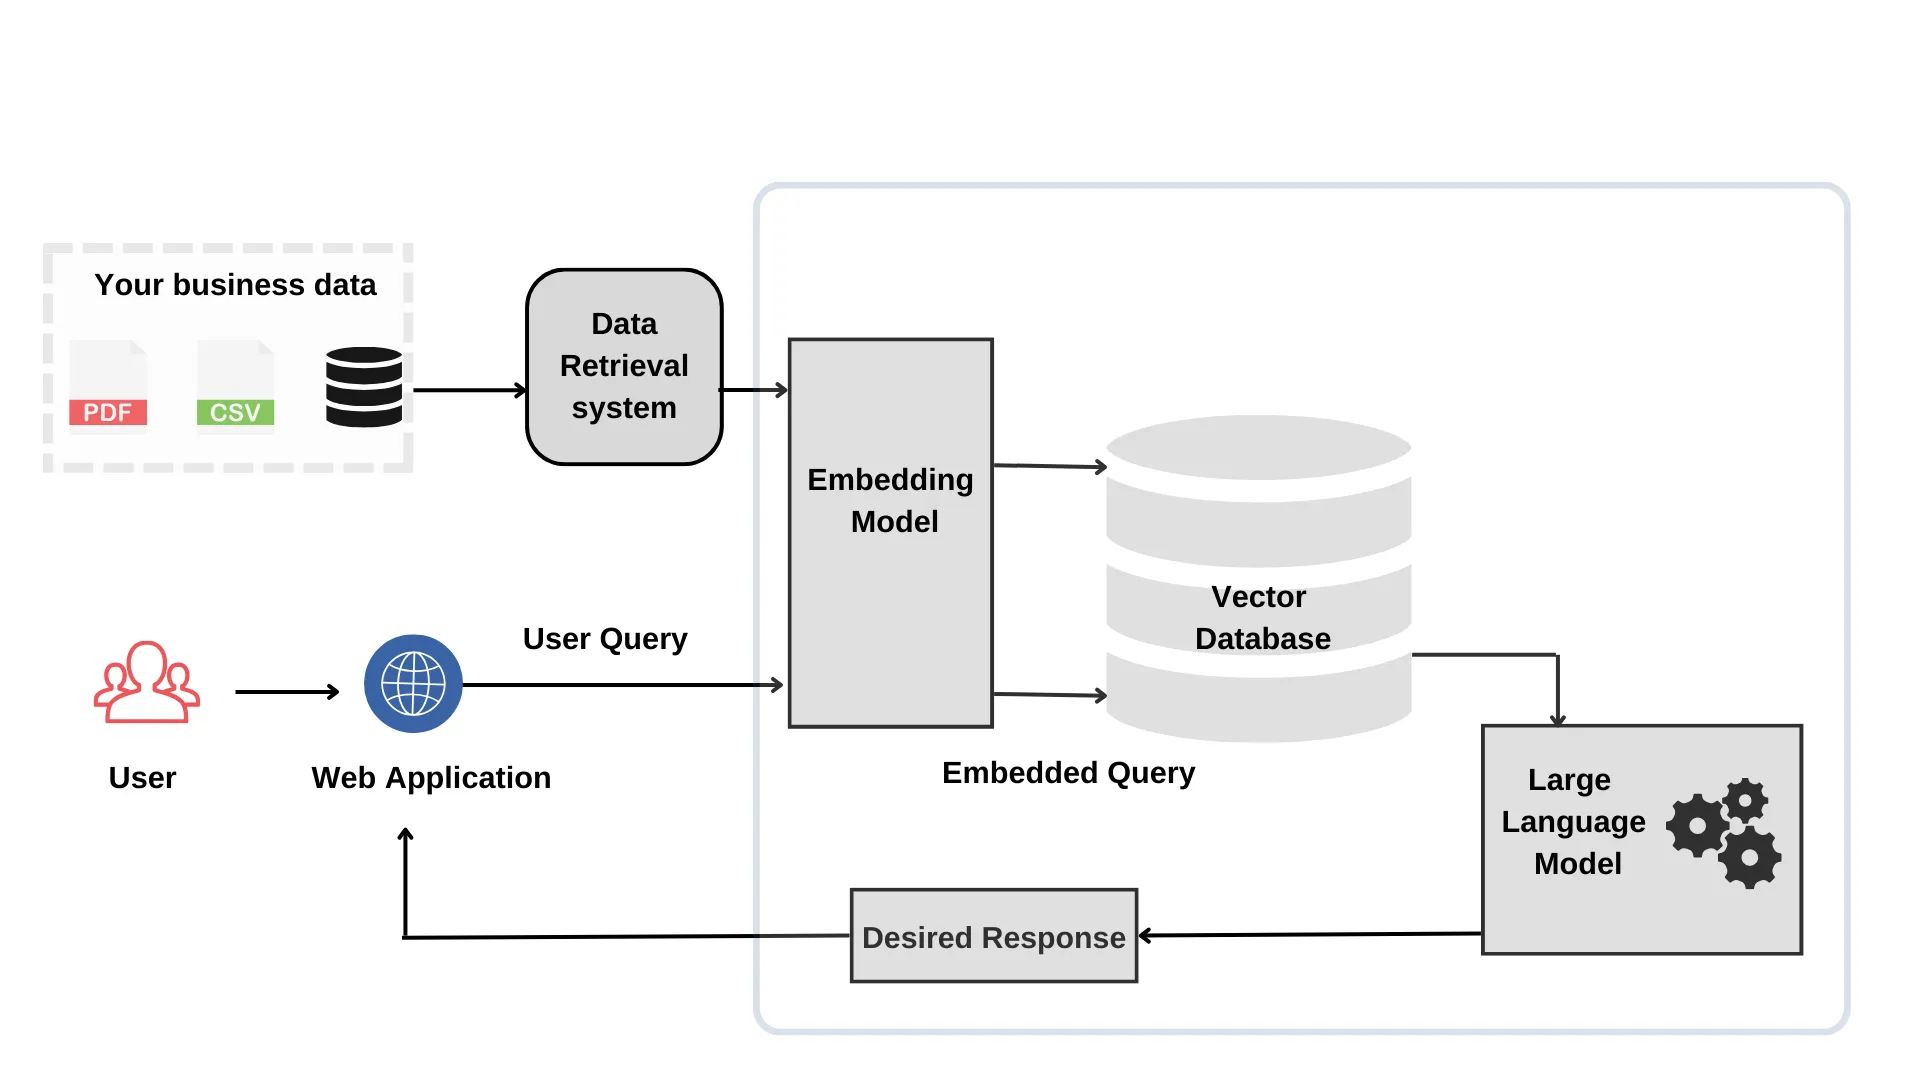 Your business data
PDF
CSV
Data
Retrieval
system
Embedding
Model
Vector
Database
User Query
User
Web Application
Embedded Query
Large
Language
Model
Desired Response